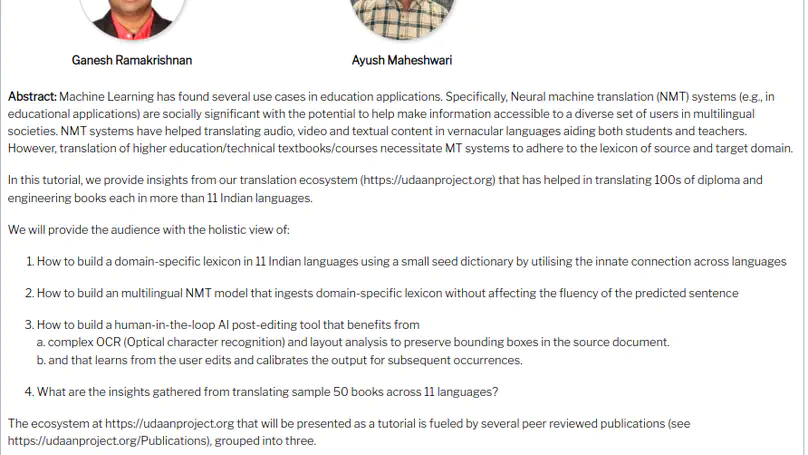 Ganesh Ramakrishnan Ayush Maheshwari
Abstract: Machine Learning has found several use cases in education applications. Specifically, Neural machine translation (NMT) systems (e.g., in
educational applications) are socially significant with the potential to help make information accessible to a diverse set of users in multilingual
societies. NMT systems have helped translating audio, video and textual content in vernacular languages aiding both students and teachers.
However, translation of higher education/technical textbooks/courses necessitate MT systems to adhere to the lexicon of source and target domain.
In this tutorial, we provide insights from our translation ecosystem (https://udaanproject.org) that has helped in translating 100s of diploma and
engineering books each in more than 11 Indian languages.
We will provide the audience with the holistic view of:
1. How to build a domain-specific lexicon in 11 Indian languages using a small seed dictionary by utilising the innate connection across languages
2. How to build an multilingual NMT model that ingests domain-specific lexicon without affecting the fluency of the predicted sentence
3. How to build a human-in-the-loop AI post-editing tool that benefits from
a. complex OCR (Optical character recognition) and layout analysis to preserve bounding boxes in the source document.
b. and that learns from the user edits and calibrates the output for subsequent occurrences.
4. What are the insights gathered from translating sample 50 books across 11 languages?
The ecosystem at https://udaanproject.org that will be presented as a tutorial is fueled by several peer reviewed publications (see
https://udaanproject.org/Publications), grouped into three.